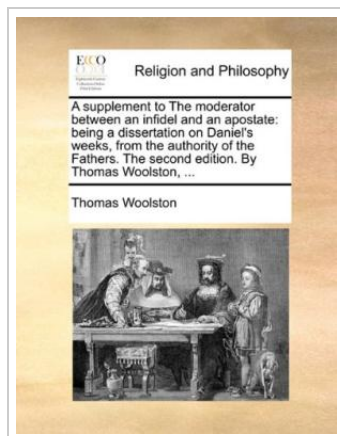 ECCO
Religion and Philosophy
A supplement to The moderator
between an infidel and an apostate:
being a dissertation on Daniel's
weeks, from the authority of the
Fathers. The second edition. By
Thomas Woolston, ...
Thomas Woolston